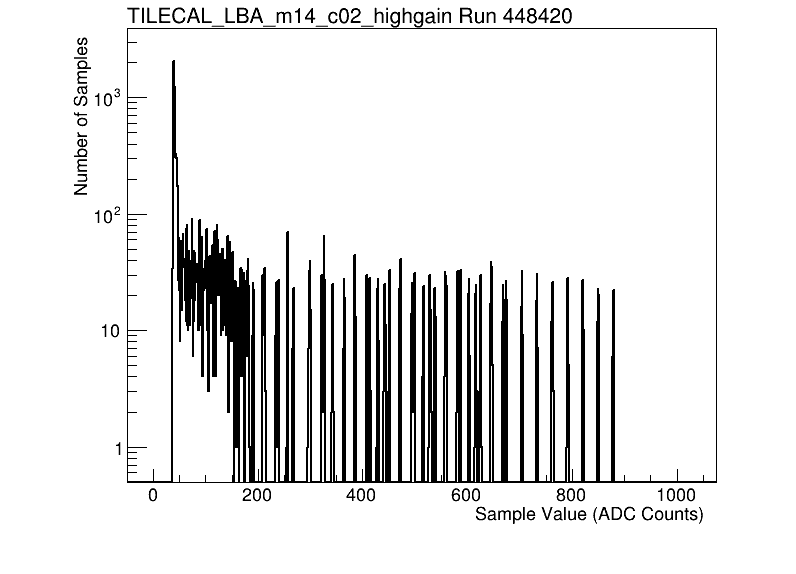 TILECAL_LBA_m14_c02_highgain Run 448420
Number of Samples
10³
10²
10
1
0 200 400 600 800 1000
Sample Value (ADC Counts)